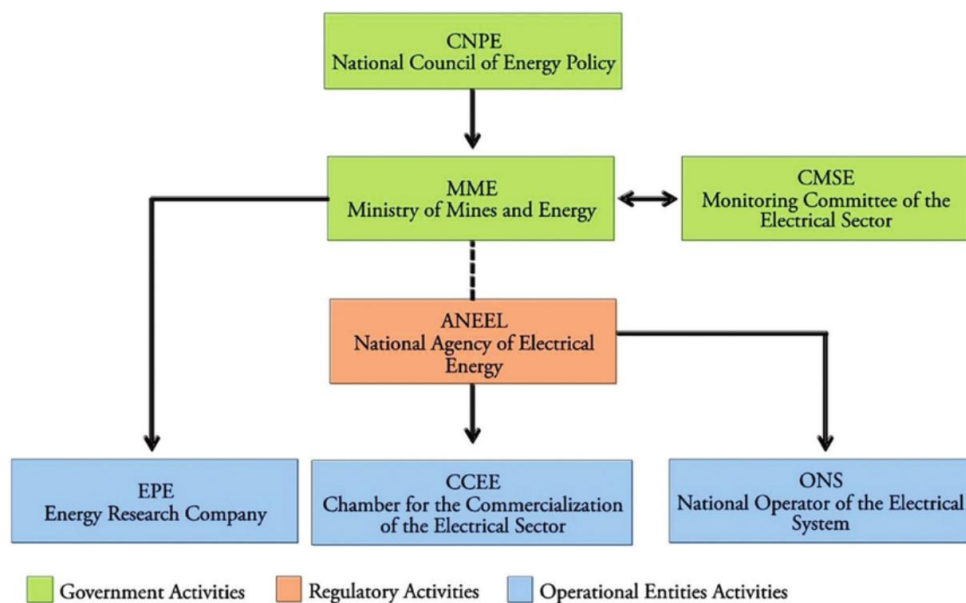 CNPE
National Council of Energy Policy
MME
Ministry of Mines and Energy
CMSE
Monitoring Committee of the
Electrical Sector
ANEEL
National Agency of Electrical
Energy
EPE
Energy Research Company
CCEE
Chamber for the Commercialization
of the Electrical Sector
ONS
National Operator of the Electrical
System
Government Activities
Regulatory Activities
Operational Entities Activities